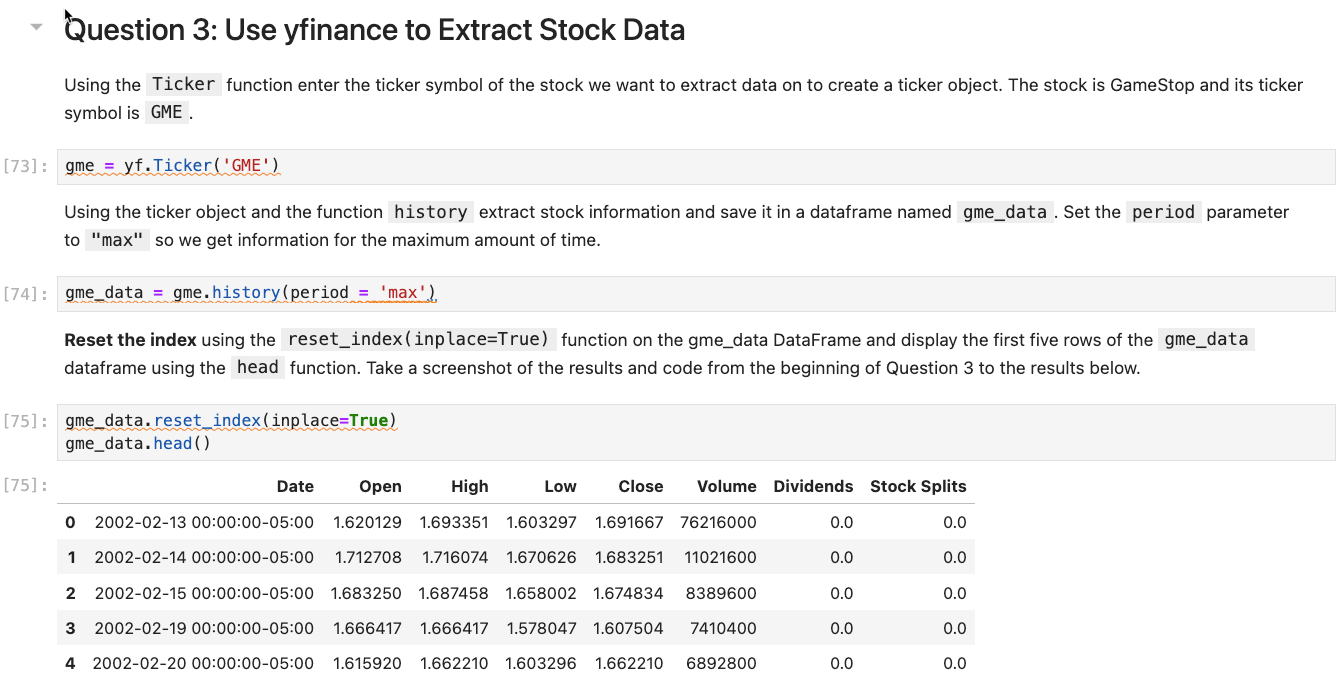 Question 3: Use yfinance to Extract Stock Data
Using the Ticker function enter the ticker symbol of the stock we want to extract data on to create a ticker object. The stock is GameStop and its ticker
symbol is GME .
[73]: gme = yf.Ticker('GME')
Using the ticker object and the function history extract stock information and save it in a dataframe named gme_data . Set the period parameter
to "max" so we get information for the maximum amount of time.
[74]: gme_data = gme.history(period = 'max')
Reset the index using the reset_index(inplace=True) function on the gme_data DataFrame and display the first five rows of the gme_data
dataframe using the head function. Take a screenshot of the results and code from the beginning of Question 3 to the results below.
[75]: gme_data.reset_index(inplace=True)
gme_data.head()
[75]: Date Open High Low Close Volume Dividends Stock Splits
0 2002-02-13 00:00:00-05:00 1.620129 1.693351 1.603297 1.691667 76216000 0.0 0.0
1 2002-02-14 00:00:00-05:00 1.712708 1.716074 1.670626 1.683251 11021600 0.0 0.0
2 2002-02-15 00:00:00-05:00 1.683250 1.687458 1.658002 1.674834 8389600 0.0 0.0
3 2002-02-19 00:00:00-05:00 1.666417 1.666417 1.578047 1.607504 7410400 0.0 0.0
4 2002-02-20 00:00:00-05:00 1.615920 1.662210 1.603296 1.662210 6892800 0.0 0.0